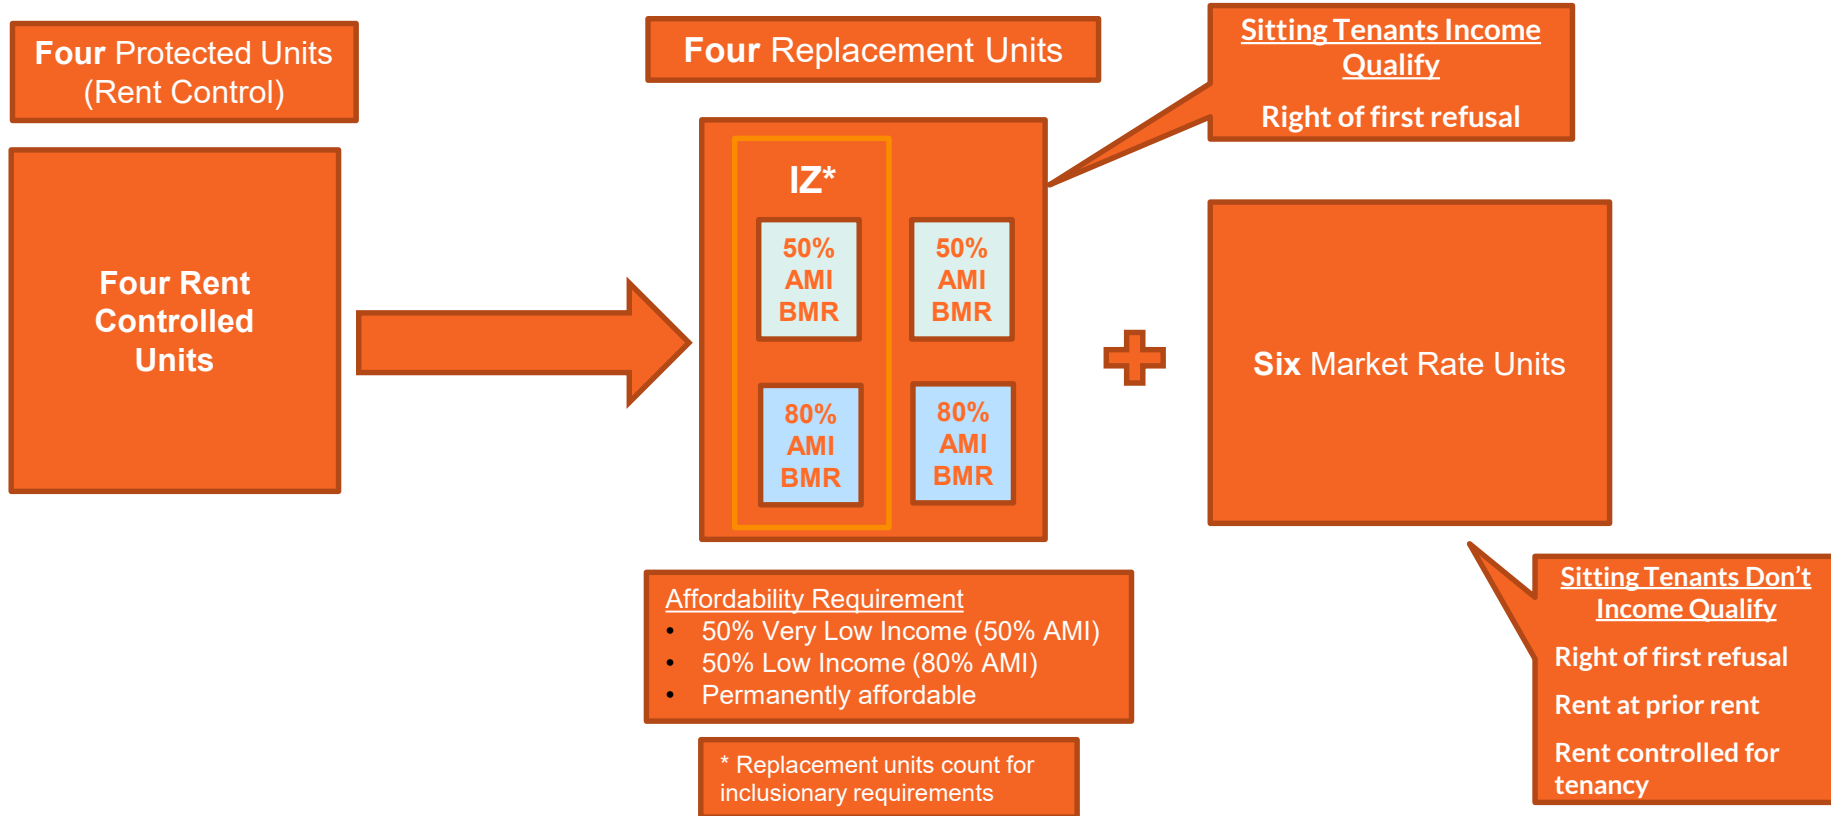 Four Protected Units
(Rent Control)
Four Rent
Controlled
Units
Four Replacement Units
IZ*
50%
AMI
BMR
50%
AMI
BMR
80%
AMI
BMR
80%
AMI
BMR
Sitting Tenants Income
Qualify
Right of first refusal
Six Market Rate Units
Affordability Requirement
• 50% Very Low Income (50% AMI)
• 50% Low Income (80% AMI)
• Permanently affordable
* Replacement units count for
inclusionary requirements
Sitting Tenants Don’t
Income Qualify
Right of first refusal
Rent at prior rent
Rent controlled for
tenancy